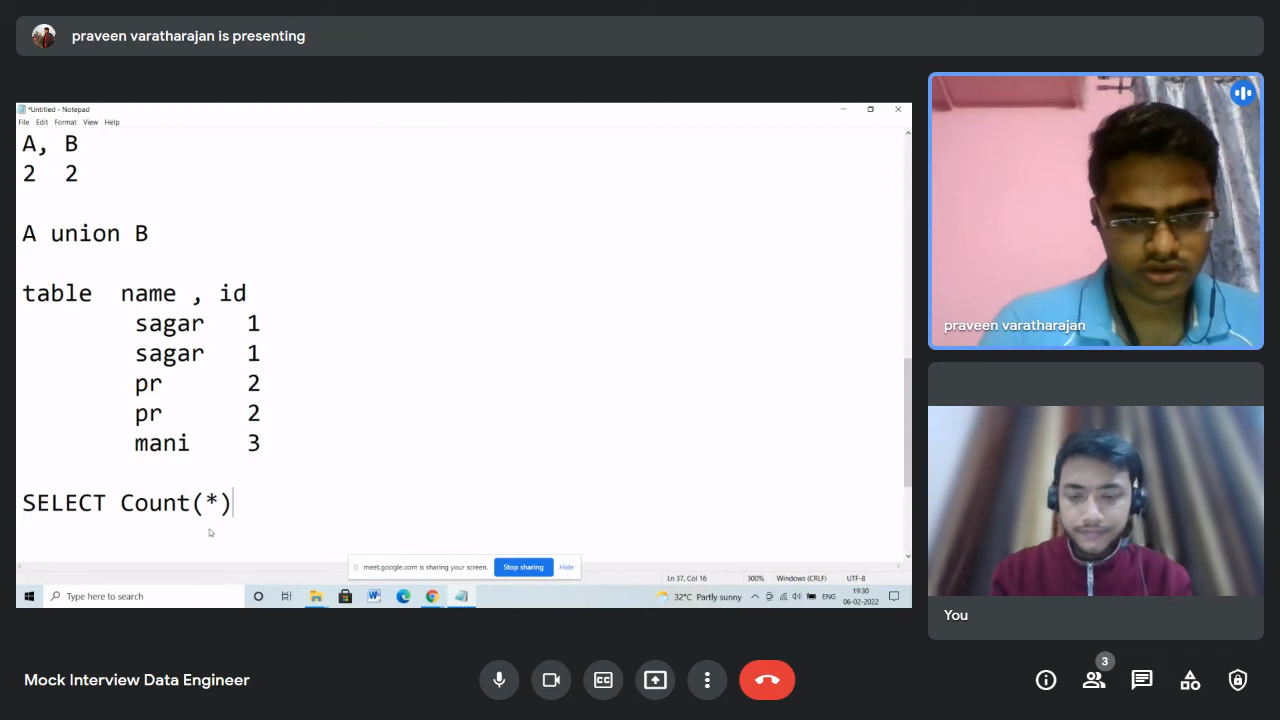 praveen varatharajan is presenting
*Untitled - Notepad
File Edit Format View Help
A, B
2 2
A union B
table name , id
sagar 1
sagar 1
pr 2
pr 2
mani 3
SELECT Count(*)
meet.google.com is sharing your screen. Stop sharing Hide
Ln 37, Col 16 300% Windows (CRLF) UTF-8
Type here to search
32°C Partly sunny ENG
19:30
06-02-2022
praveen varatharajan
You
Mock Interview Data Engineer
3